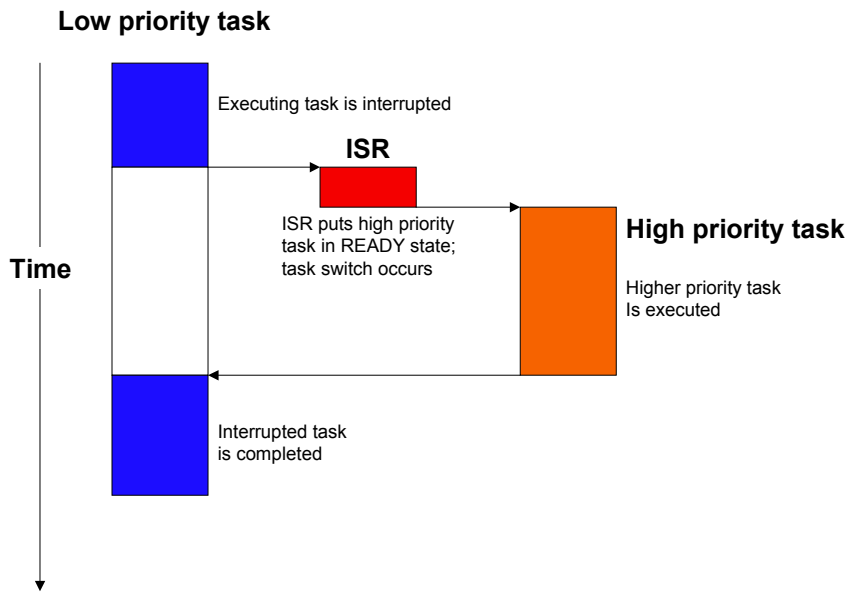 Low priority task
Executing task is interrupted
ISR
ISR puts high priority
task in READY state;
task switch occurs
High priority task
Time
Higher priority task
Is executed
Interrupted task
is completed